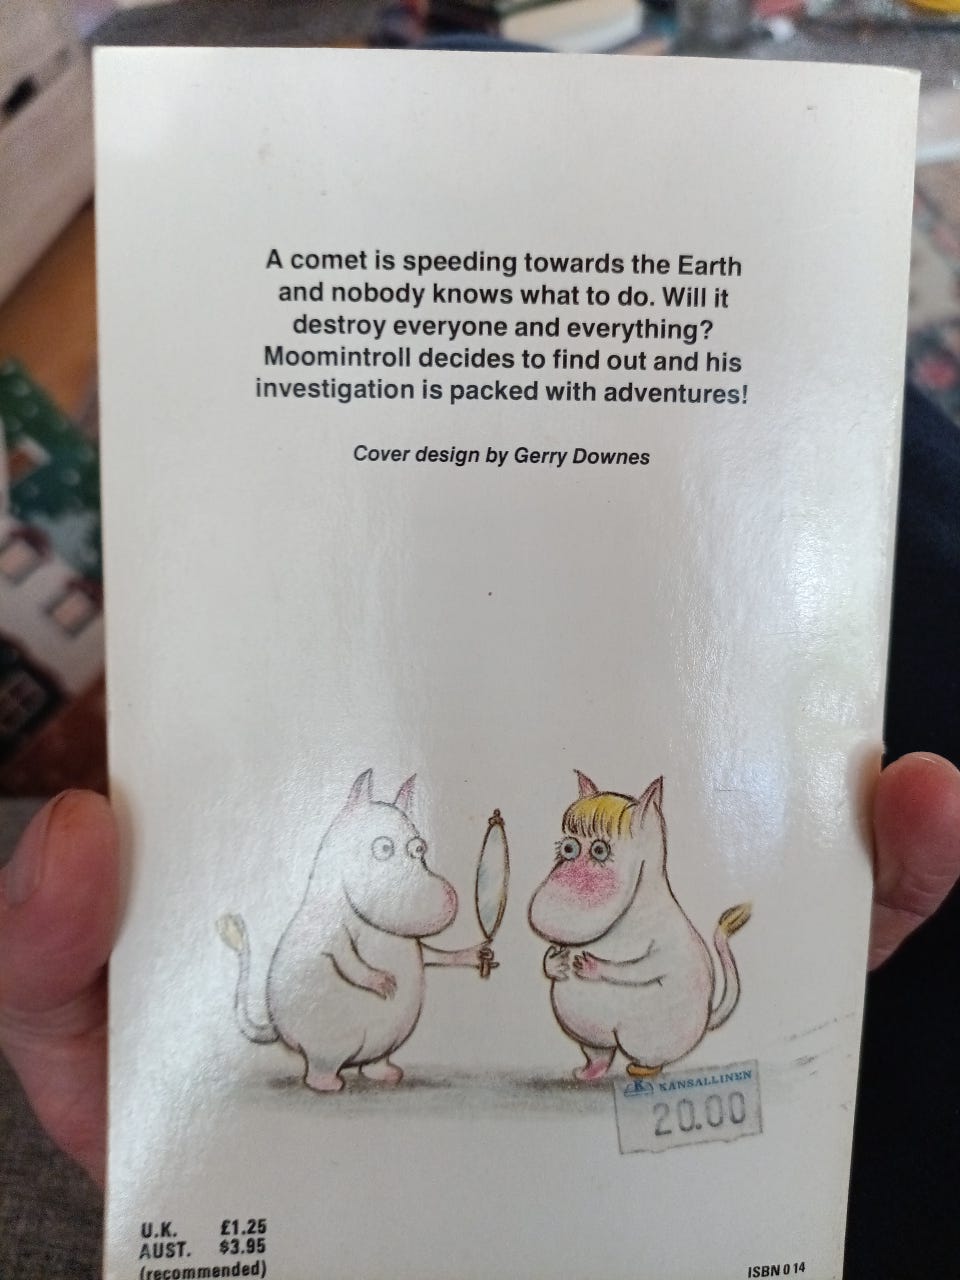 A comet is speeding towards the Earth
and nobody knows what to do. Will it
destroy everyone and everything?
Moomintroll decides to find out and his
investigation is packed with adventures!
Cover design by Gerry Downes
KANSALLINEN
20.00
U.K. £1.25
AUST. $3.95
(recommended)
ISBN 0 14